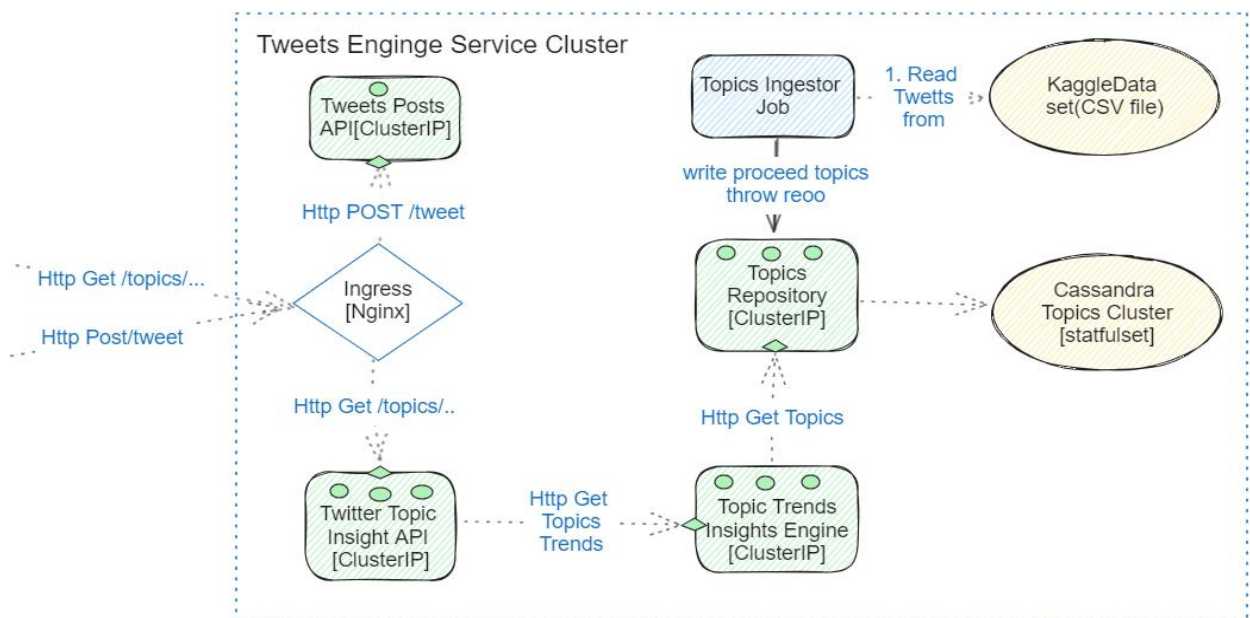 Tweets Enginge Service Cluster
Tweets Posts
API[ClusterIP]
Topics Ingestor
Job
1. Read
Twetts
from
KaggleData
set(CSV file)
write proceed topics
throw reoo
Http POST /tweet
Http Get /topics/...
Http Post/tweet
Ingress
[Nginx]
Topics
Repository
[ClusterIP]
Cassandra
Topics Cluster
[statfulset]
Http Get /topics/..
Http Get Topics
Twitter Topic
Insight API
[ClusterIP]
Http Get
Topics
Trends
Topic Trends
Insights Engine
[ClusterIP]